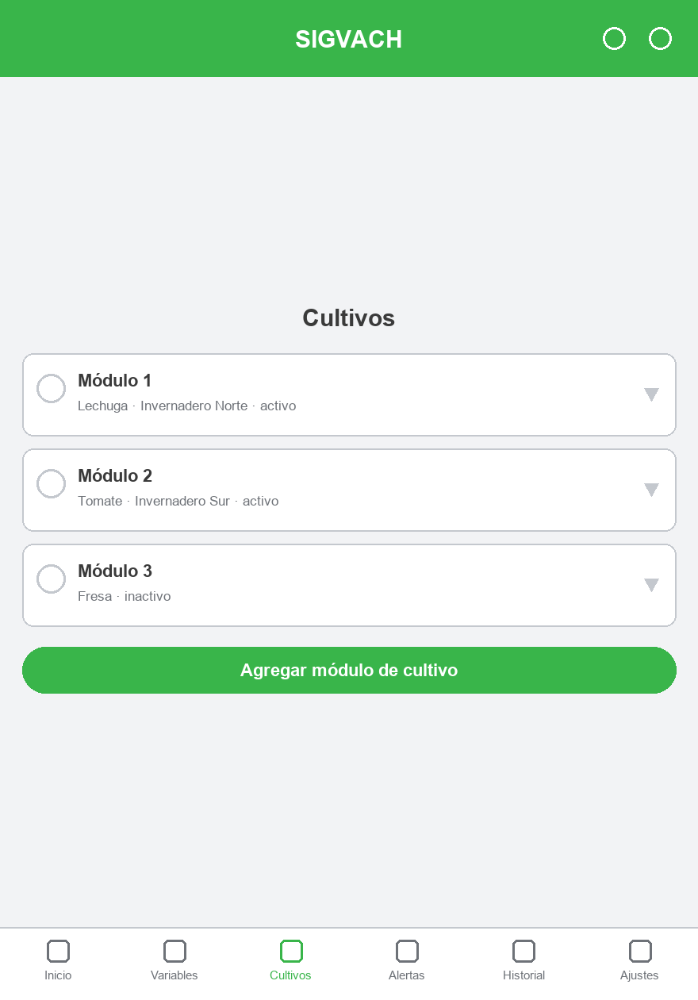 SIGVACH
Cultivos
Módulo 1
Lechuga · Invernadero Norte · activo
Módulo 2
Tomate · Invernadero Sur · activo
Módulo 3
Fresa · inactivo
Agregar módulo de cultivo
Inicio
Variables
Cultivos
Alertas
Historial
Ajustes